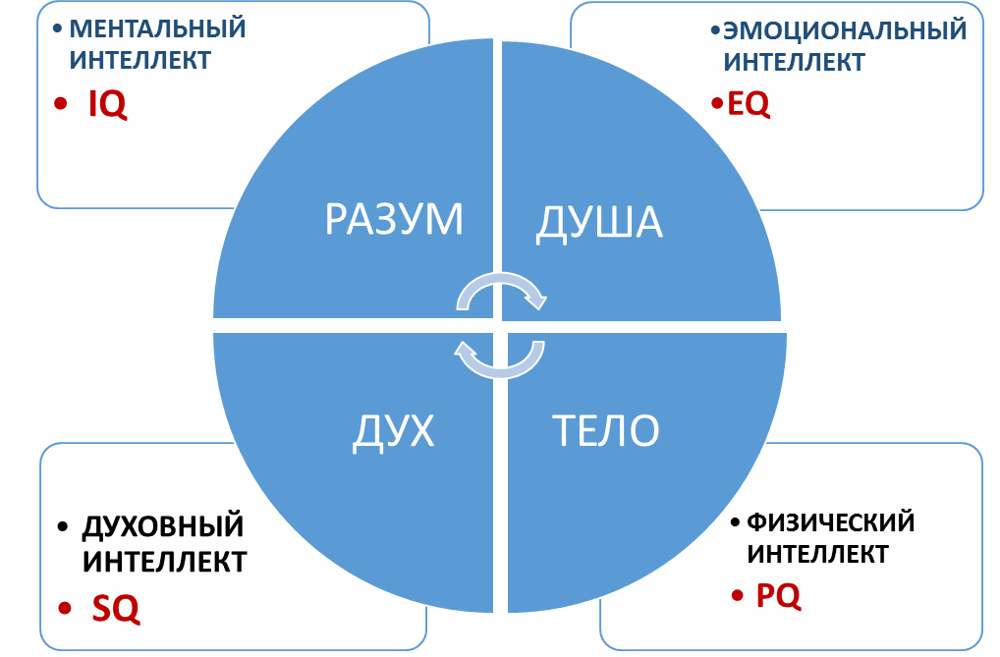 • МЕНТАЛЬНЫЙ
ИНТЕЛЛЕКТ
• IQ
•ЭМОЦИОНАЛЬНЫЙ
ИНТЕЛЛЕКТ
•EQ
РАЗУМ
ДУША
ДУХ
ТЕЛО
• ДУХОВНЫЙ
ИНТЕЛЛЕКТ
• SQ
• ФИЗИЧЕСКИЙ
ИНТЕЛЛЕКТ
• PQ